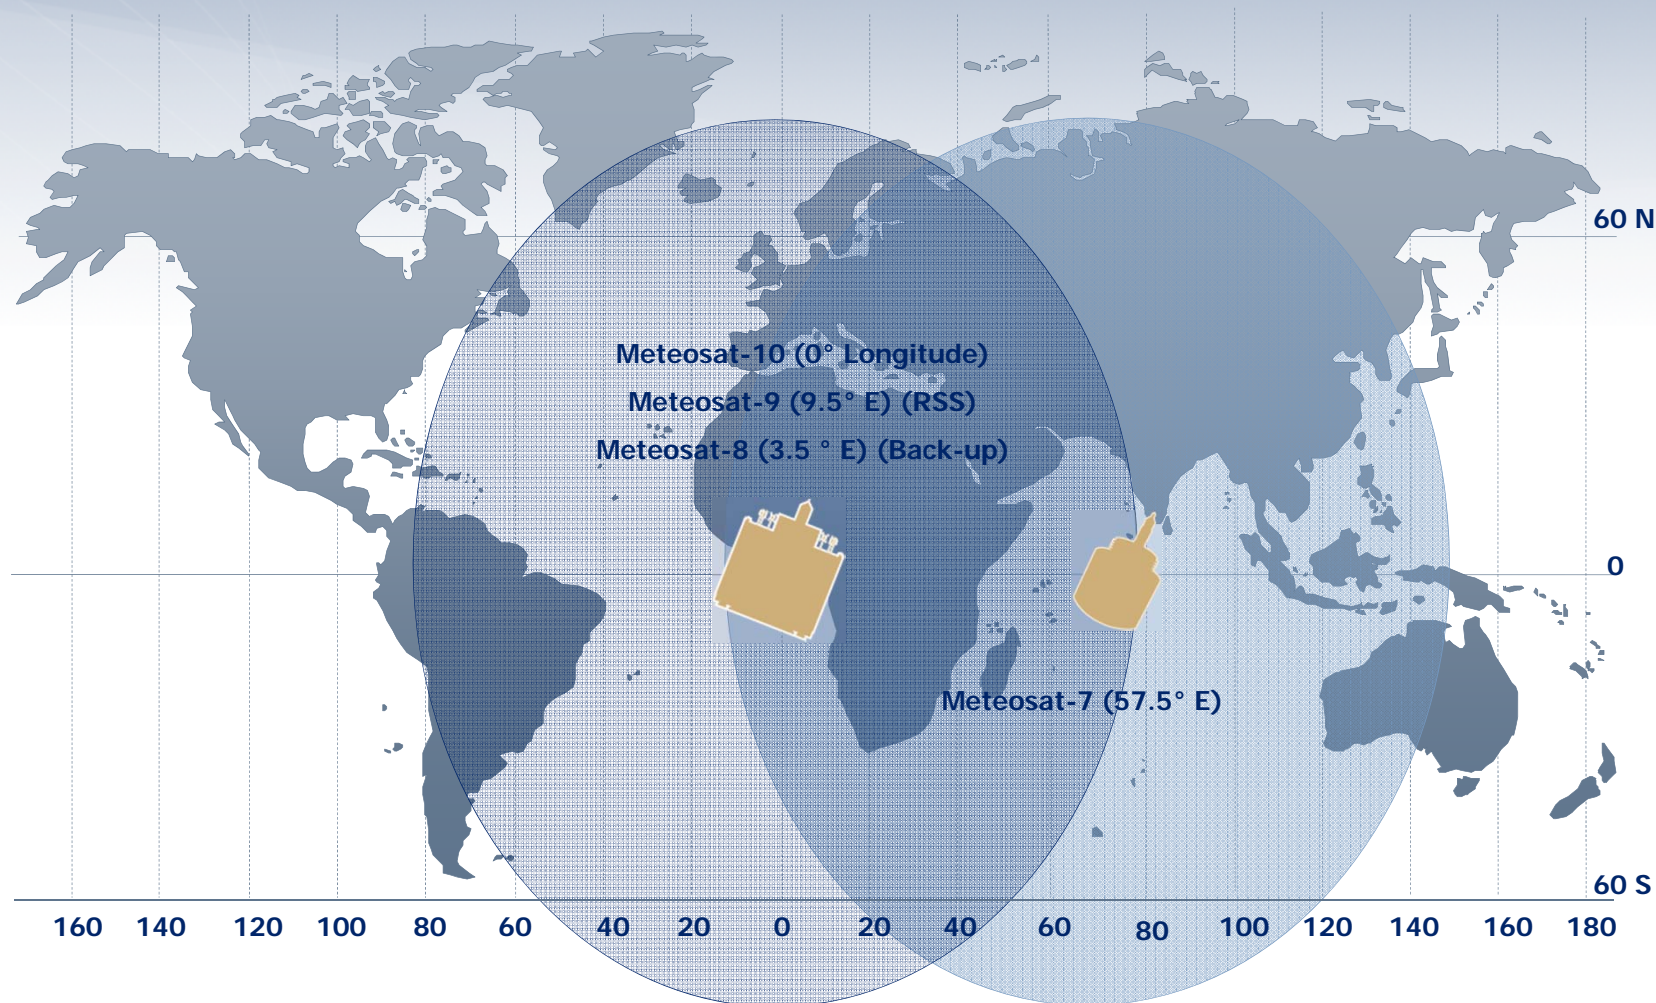 60 N
Meteosat-10 (0° Longitude)
Meteosat-9 (9.5° E) (RSS)
Meteosat-8 (3.5 ° E) (Back-up)
0
Meteosat-7 (57.5° E)
60 S
160 140 120 100 80 60 40 20 0 20 40 60 80 100 120 140 160 180